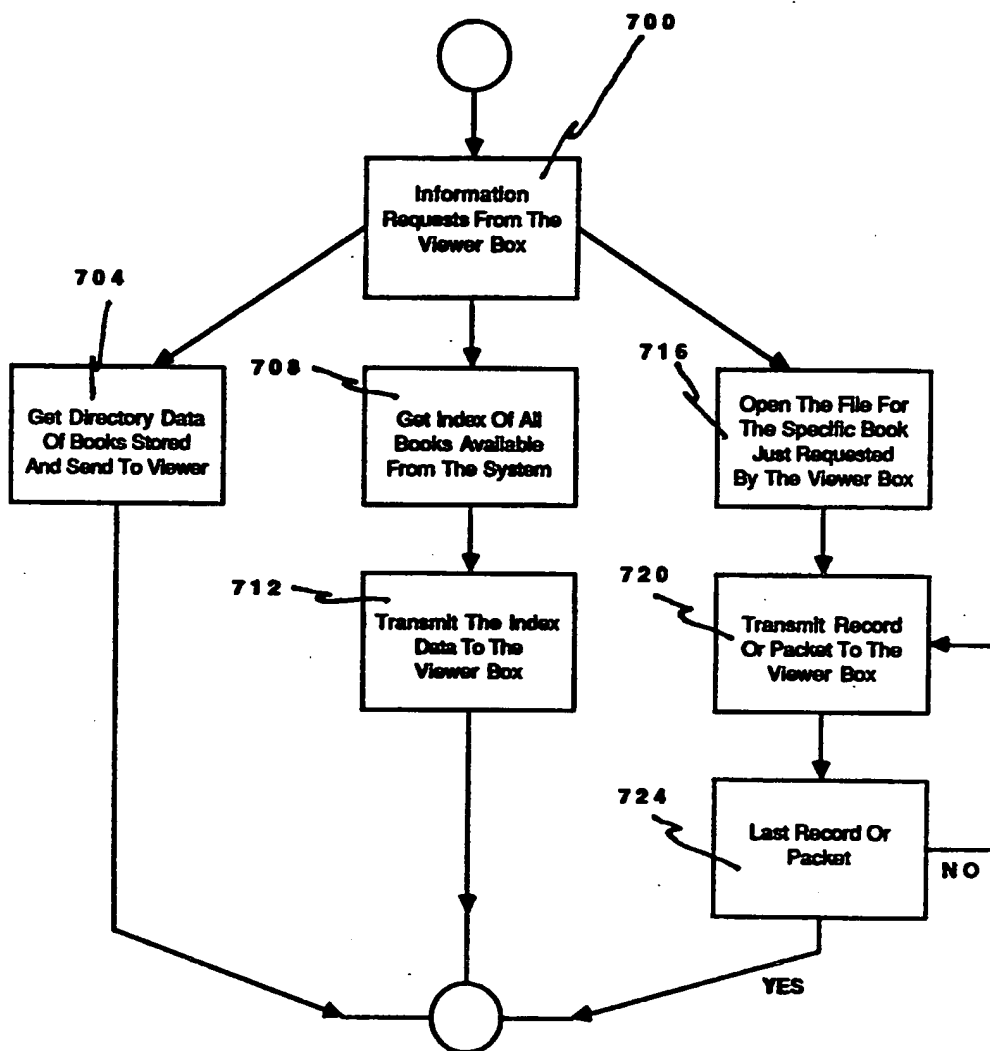 700
Information
Requests From The
Viewer Box
704
Get Directory Data
Of Books Stored
And Send To Viewer
708
Get Index Of All
Books Available
From The System
716
Open The File For
The Specific Book
Just Requested
By The Viewer Box
712
Transmit The Index
Data To The
Viewer Box
720
Transmit Record
Or Packet To The
Viewer Box
724
Last Record Or
Packet
NO
YES